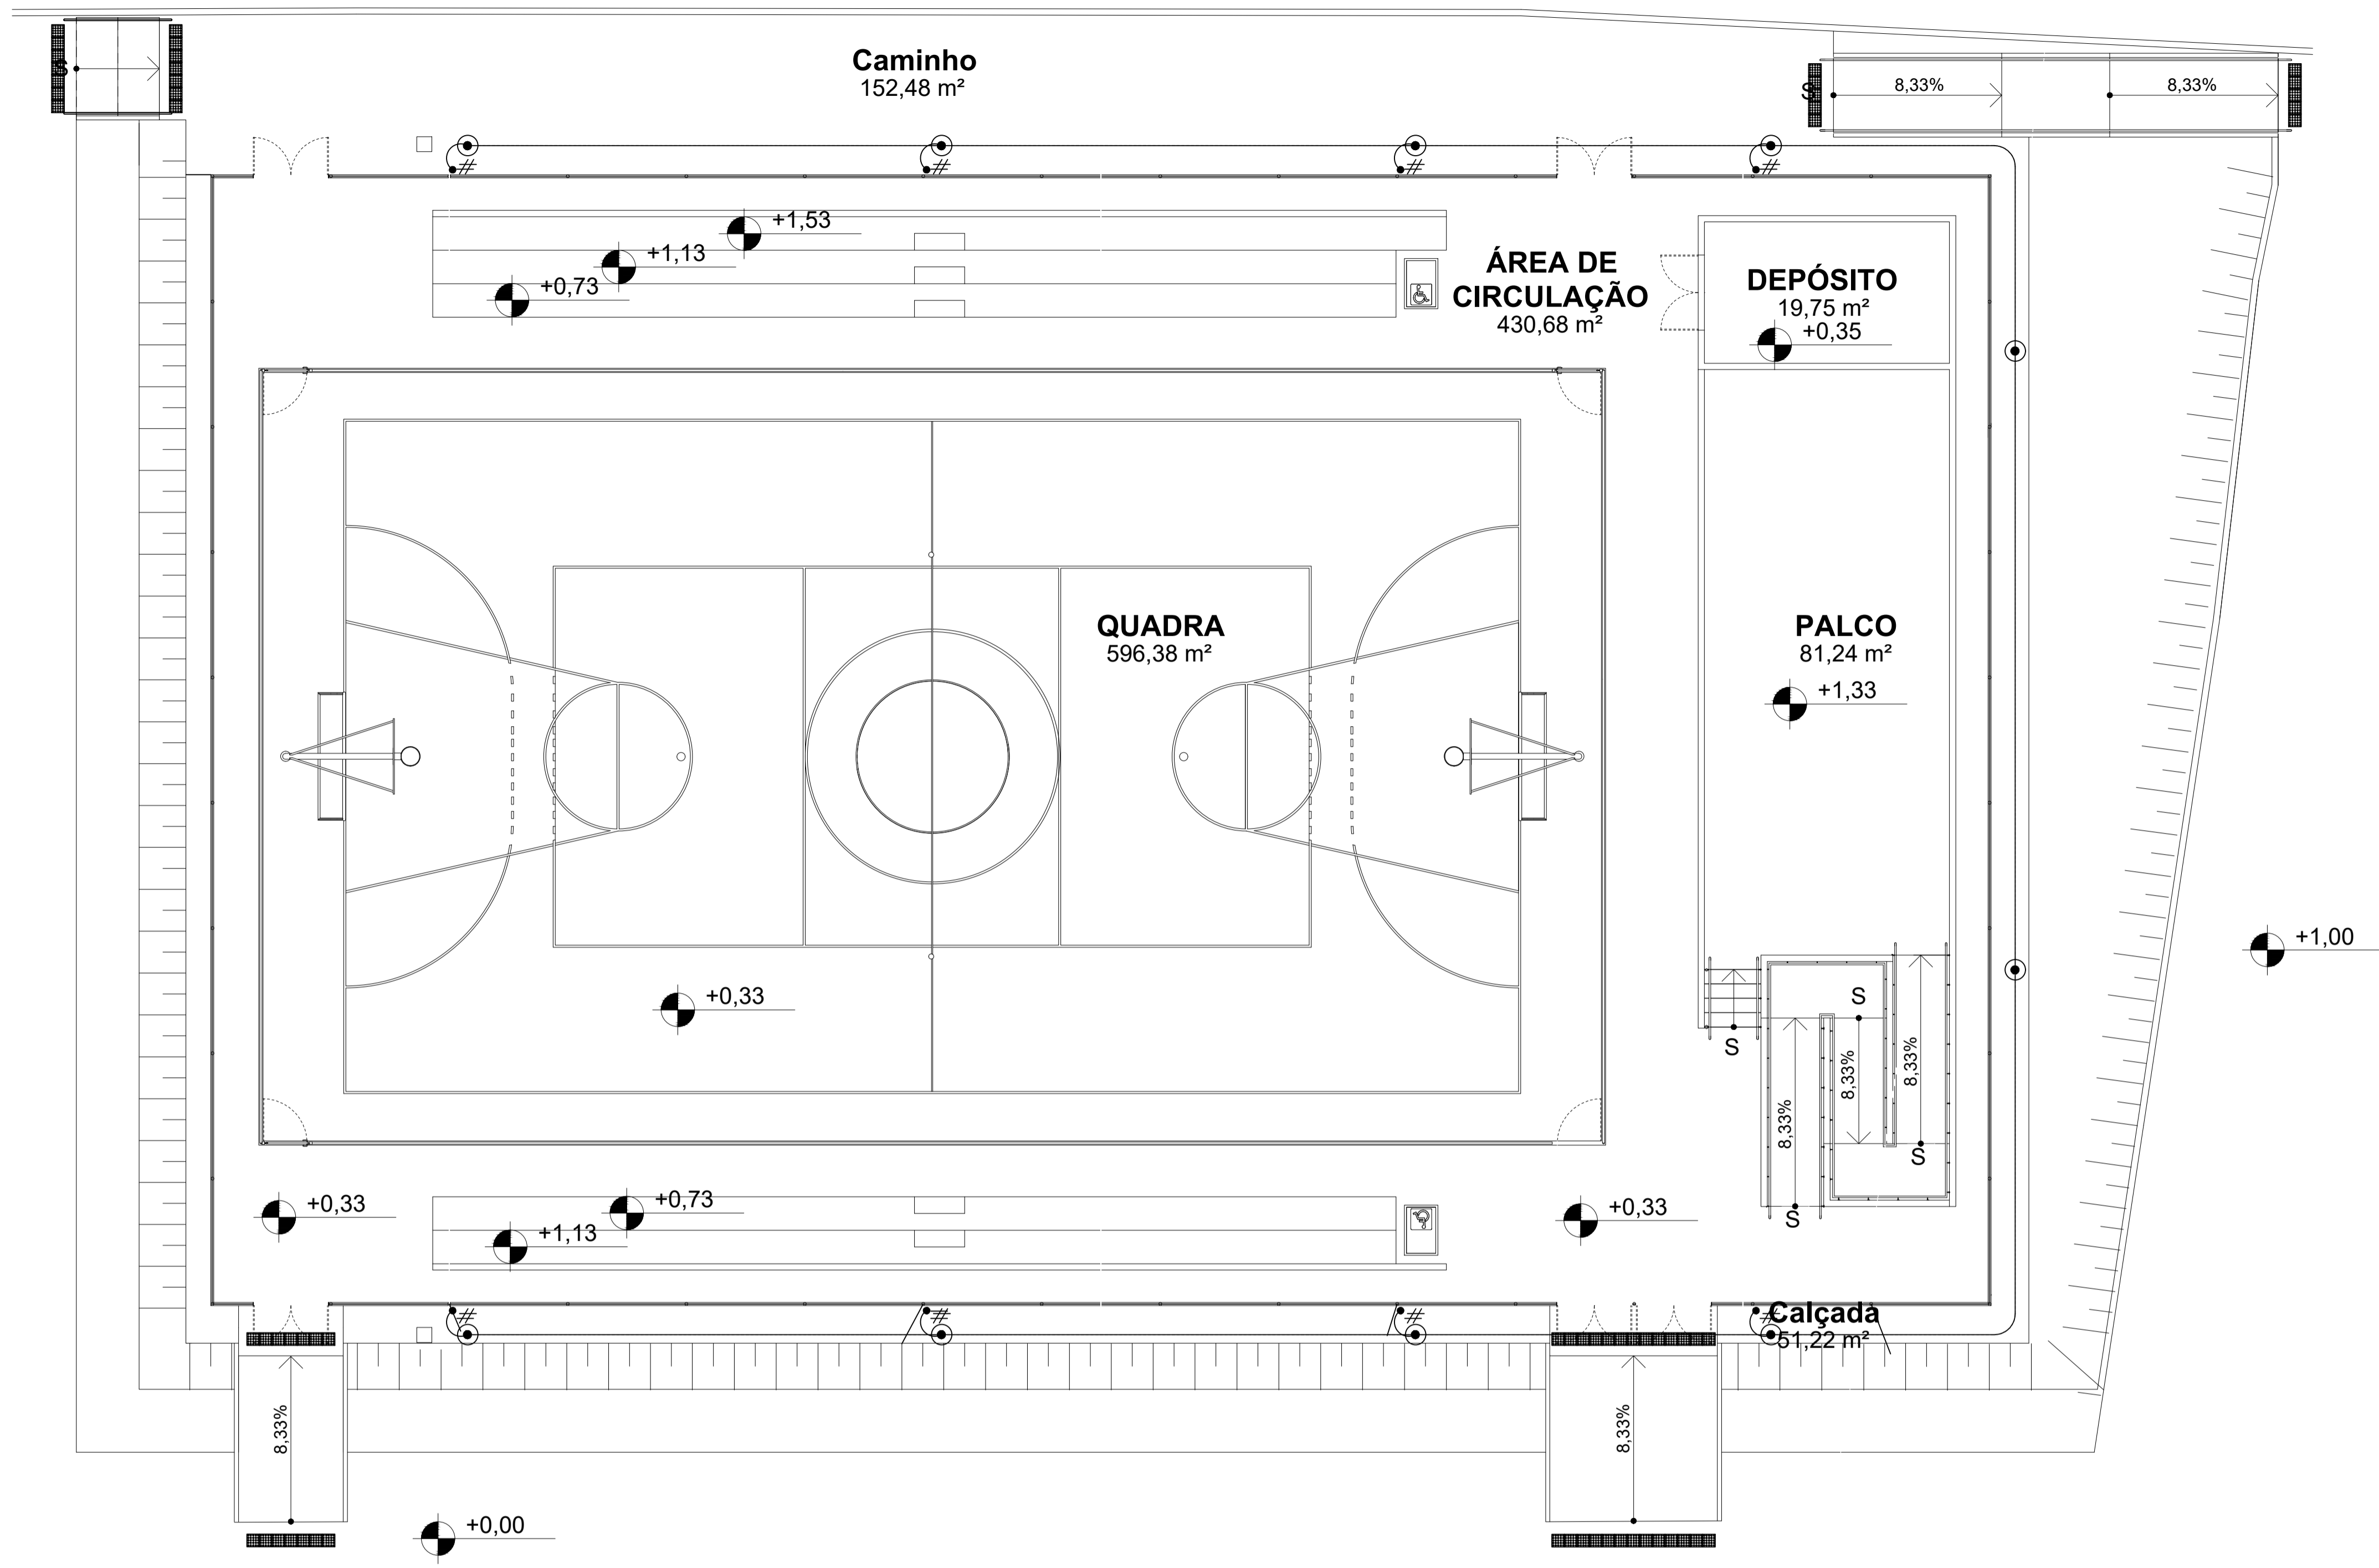 Caminho
152,48 m²
S
S
8,33%
8,33%
#
#
#
#
+1,53
+1,13
+0,73
ÁREA DE
CIRCULAÇÃO
430,68 m²
DEPÓSITO
19,75 m²
+0,35
QUADRA
596,38 m²
PALCO
81,24 m²
+1,33
+1,00
+0,33
S
S
8,33%
8,33%
8,33%
S
S
+0,33
+0,73
+1,13
+0,33
#
#
#
#
Calçada
51,22 m²
8,33%
8,33%
+0,00